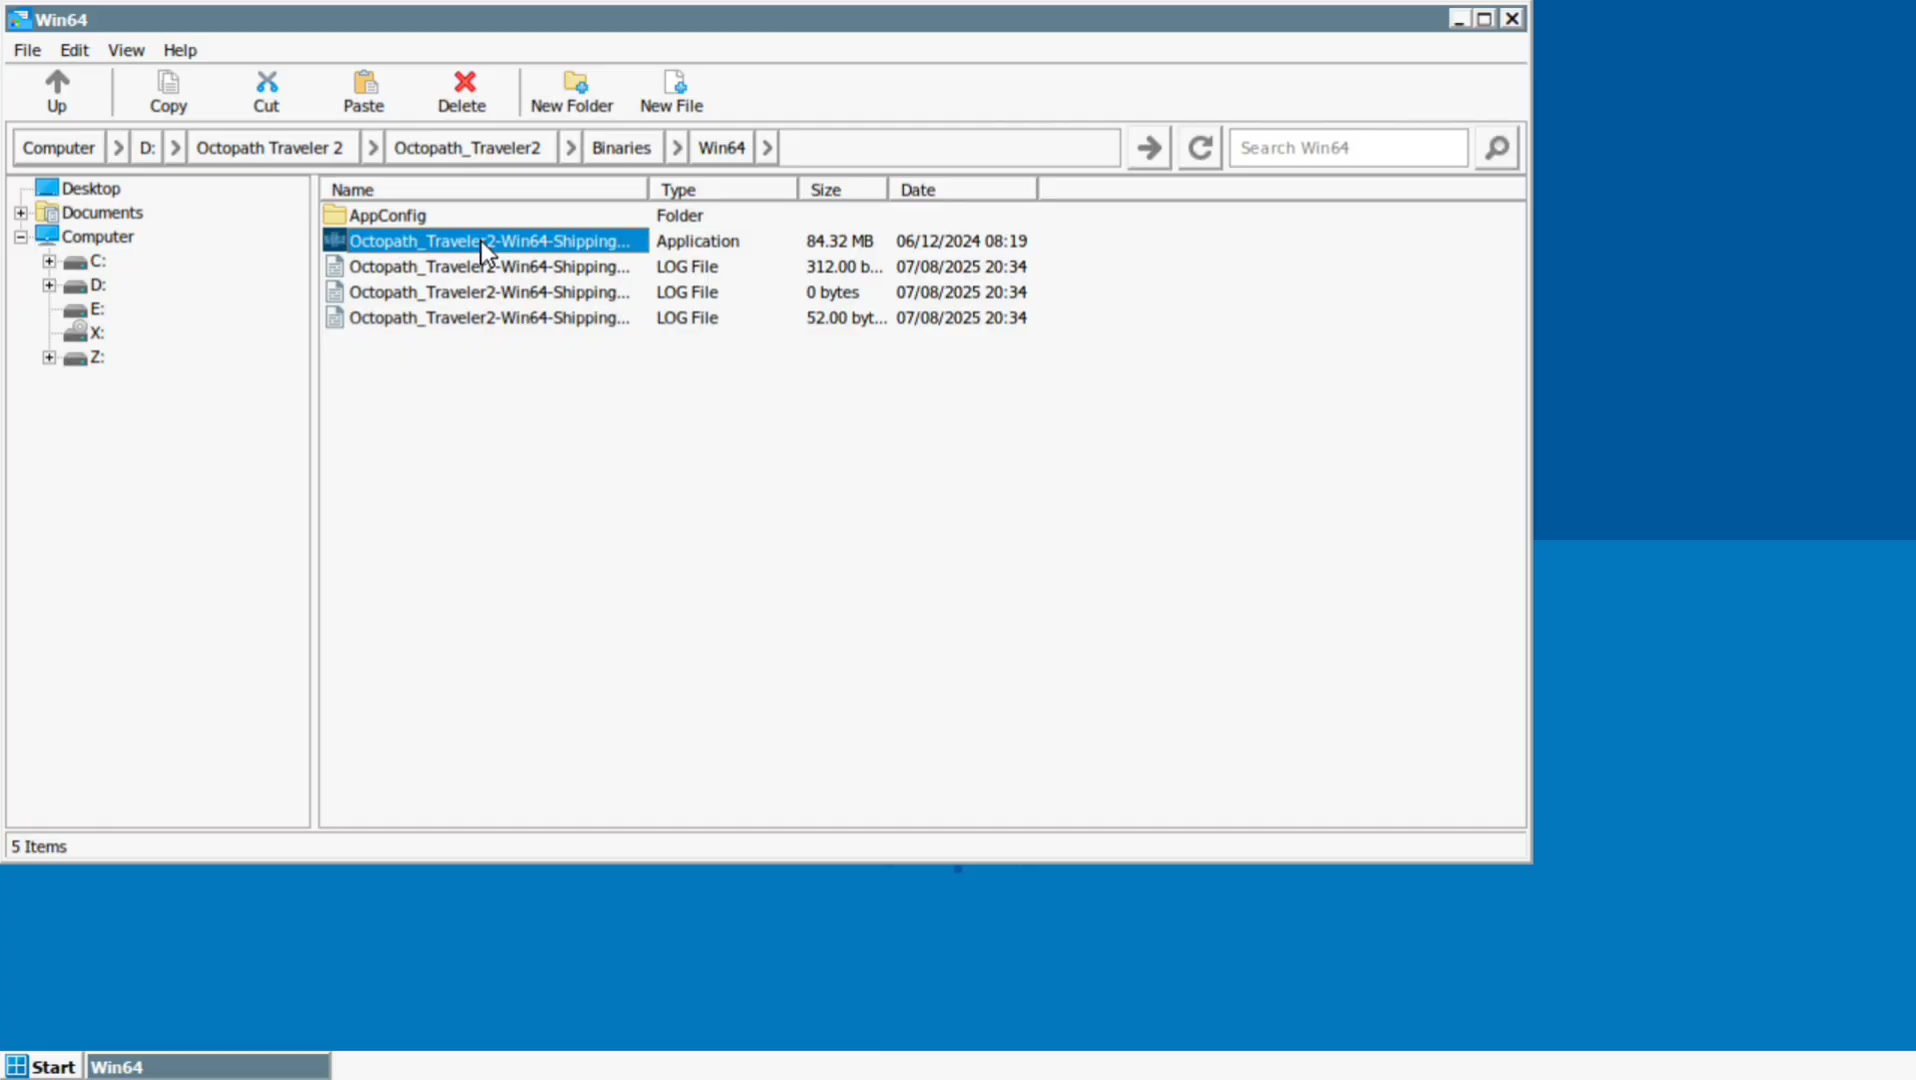 Win64
File Edit View Help
Up Copy Cut Paste Delete New Folder New File
Computer D: Octopath Traveler 2 Octopath_Traveler2 Binaries Win64 Search Win64
Desktop
Documents
Computer
C:
D:
E:
X:
Z:
Name Type Size Date
AppConfig Folder
Octopath_Traveler2-Win64-Shipping... Application 84.32 MB 06/12/2024 08:19
Octopath_Traveler2-Win64-Shipping... LOG File 312.00 b... 07/08/2025 20:34
Octopath_Traveler2-Win64-Shipping... LOG File 0 bytes 07/08/2025 20:34
Octopath_Traveler2-Win64-Shipping... LOG File 52.00 byt... 07/08/2025 20:34
5 Items
Start Win64